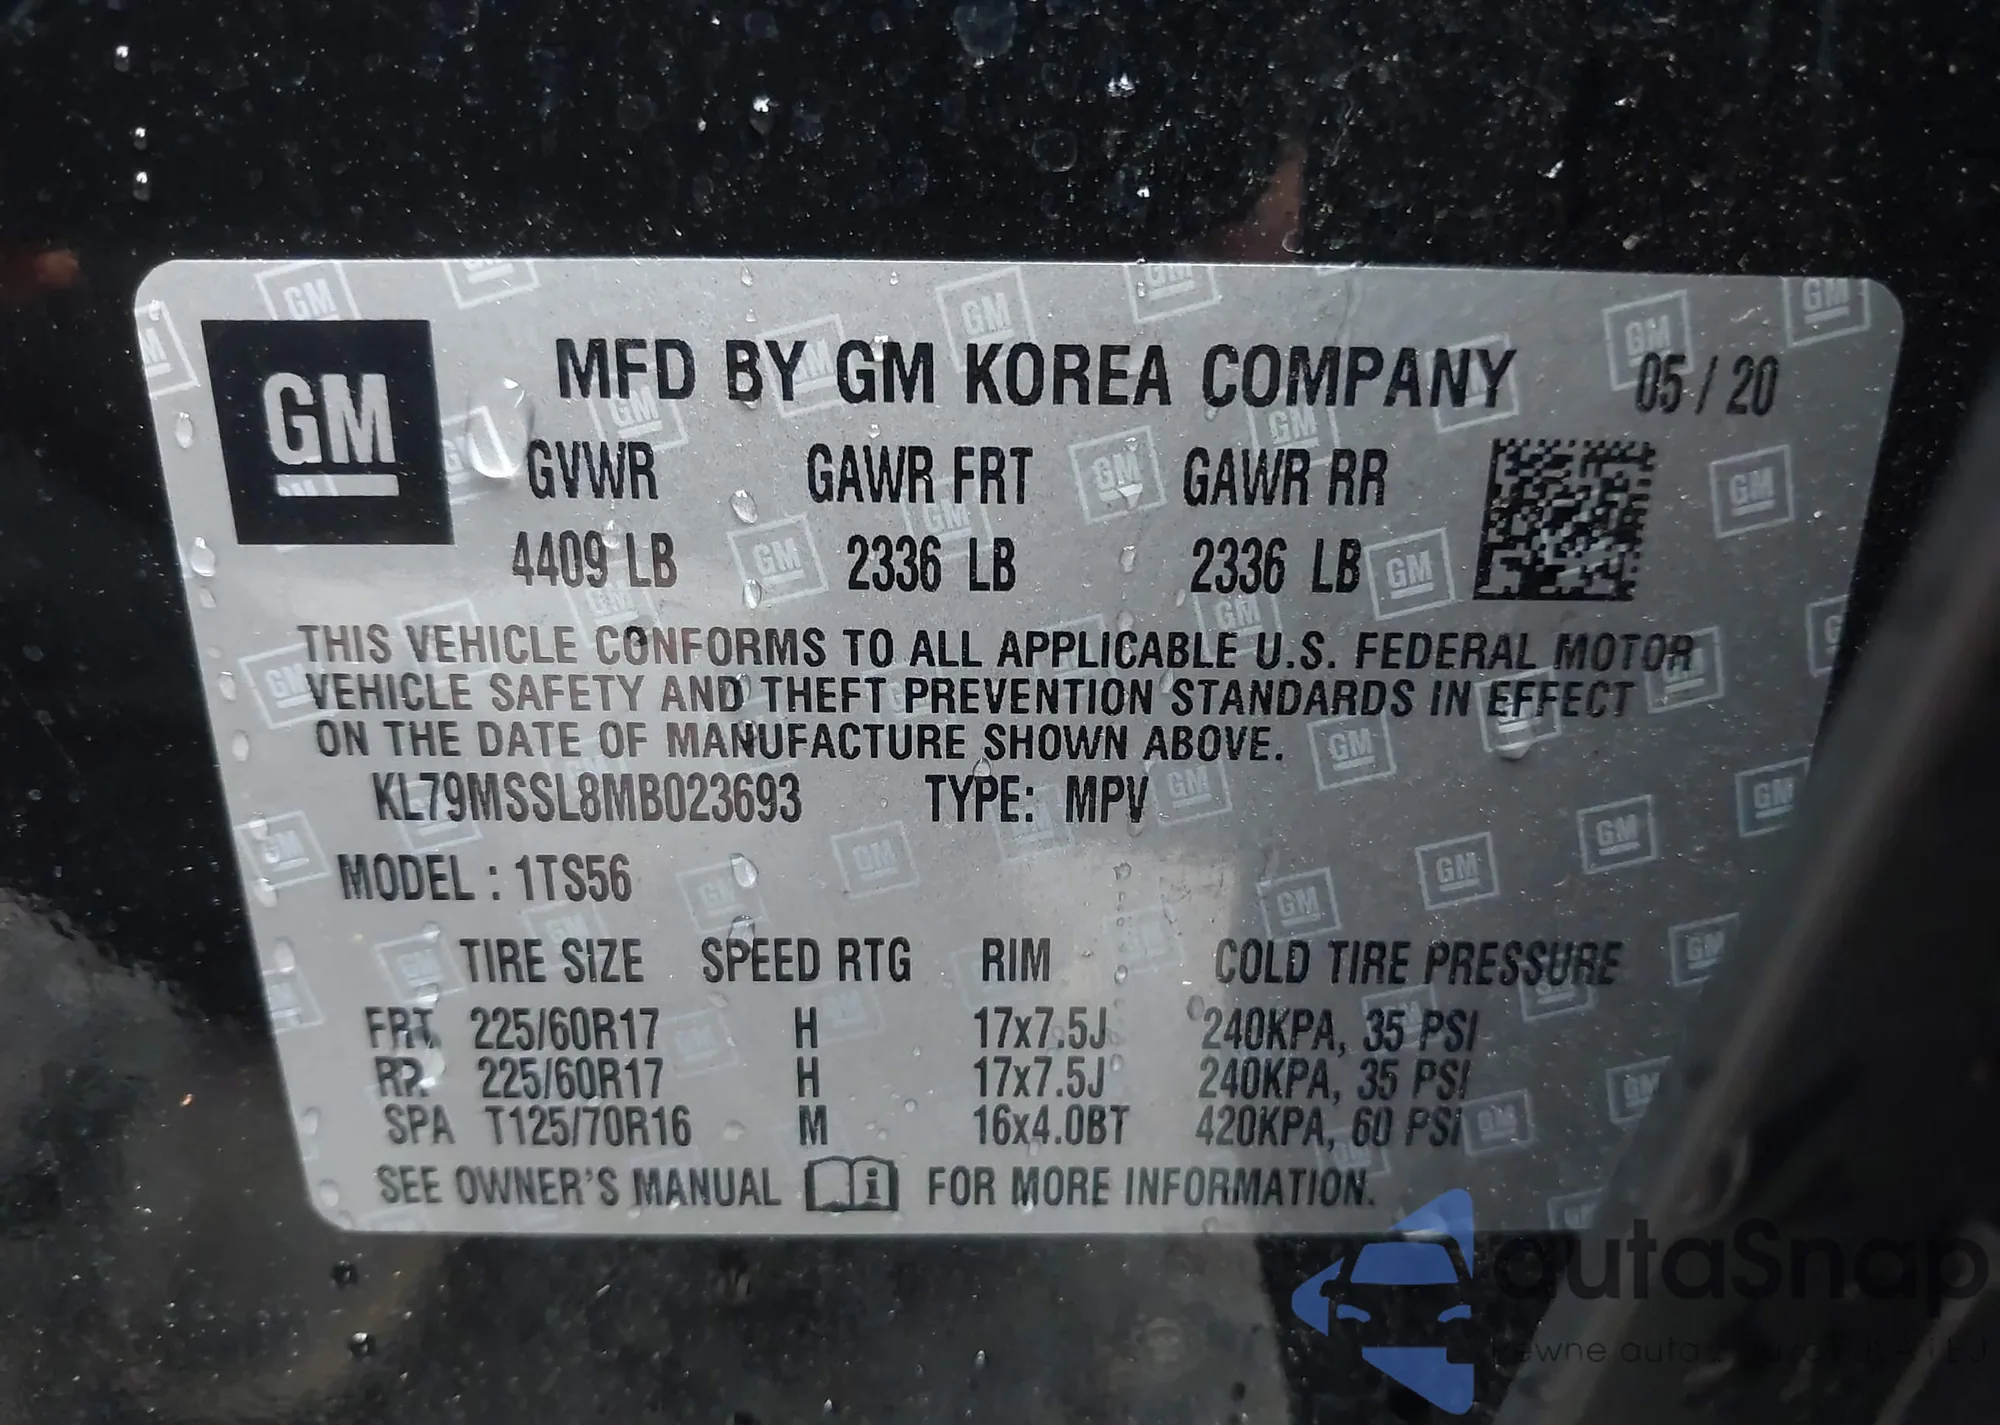 GM
MFD BY GM KOREA COMPANY 05 / 20
GVWR GAWR FRT GAWR RR
4409 LB 2336 LB 2336 LB
THIS VEHICLE CONFORMS TO ALL APPLICABLE U.S. FEDERAL MOTOR
VEHICLE SAFETY AND THEFT PREVENTION STANDARDS IN EFFECT
ON THE DATE OF MANUFACTURE SHOWN ABOVE.
KL79MSSL8MB023693 TYPE: MPV
MODEL : 1TS56
TIRE SIZE SPEED RTG RIM COLD TIRE PRESSURE
FRT 225/60R17 H 17x7.5J 240KPA, 35 PSI
RR 225/60R17 H 17x7.5J 240KPA, 35 PSI
SPA T125/70R16 M 16x4.0BT 420KPA, 60 PSI
SEE OWNER'S MANUAL FOR MORE INFORMATION.
autaSnap
Pewne auta